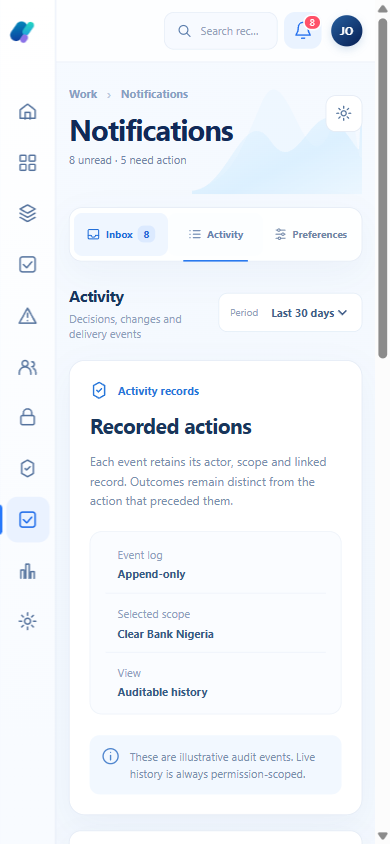 Search rec...
8
JO
Work › Notifications
Notifications
8 unread · 5 need action
Inbox 8
Activity
Preferences
Activity
Decisions, changes and
delivery events
Period Last 30 days
Activity records
Recorded actions
Each event retains its actor, scope and linked
record. Outcomes remain distinct from the
action that preceded them.
Event log
Append-only
Selected scope
Clear Bank Nigeria
View
Auditable history
These are illustrative audit events. Live
history is always permission-scoped.